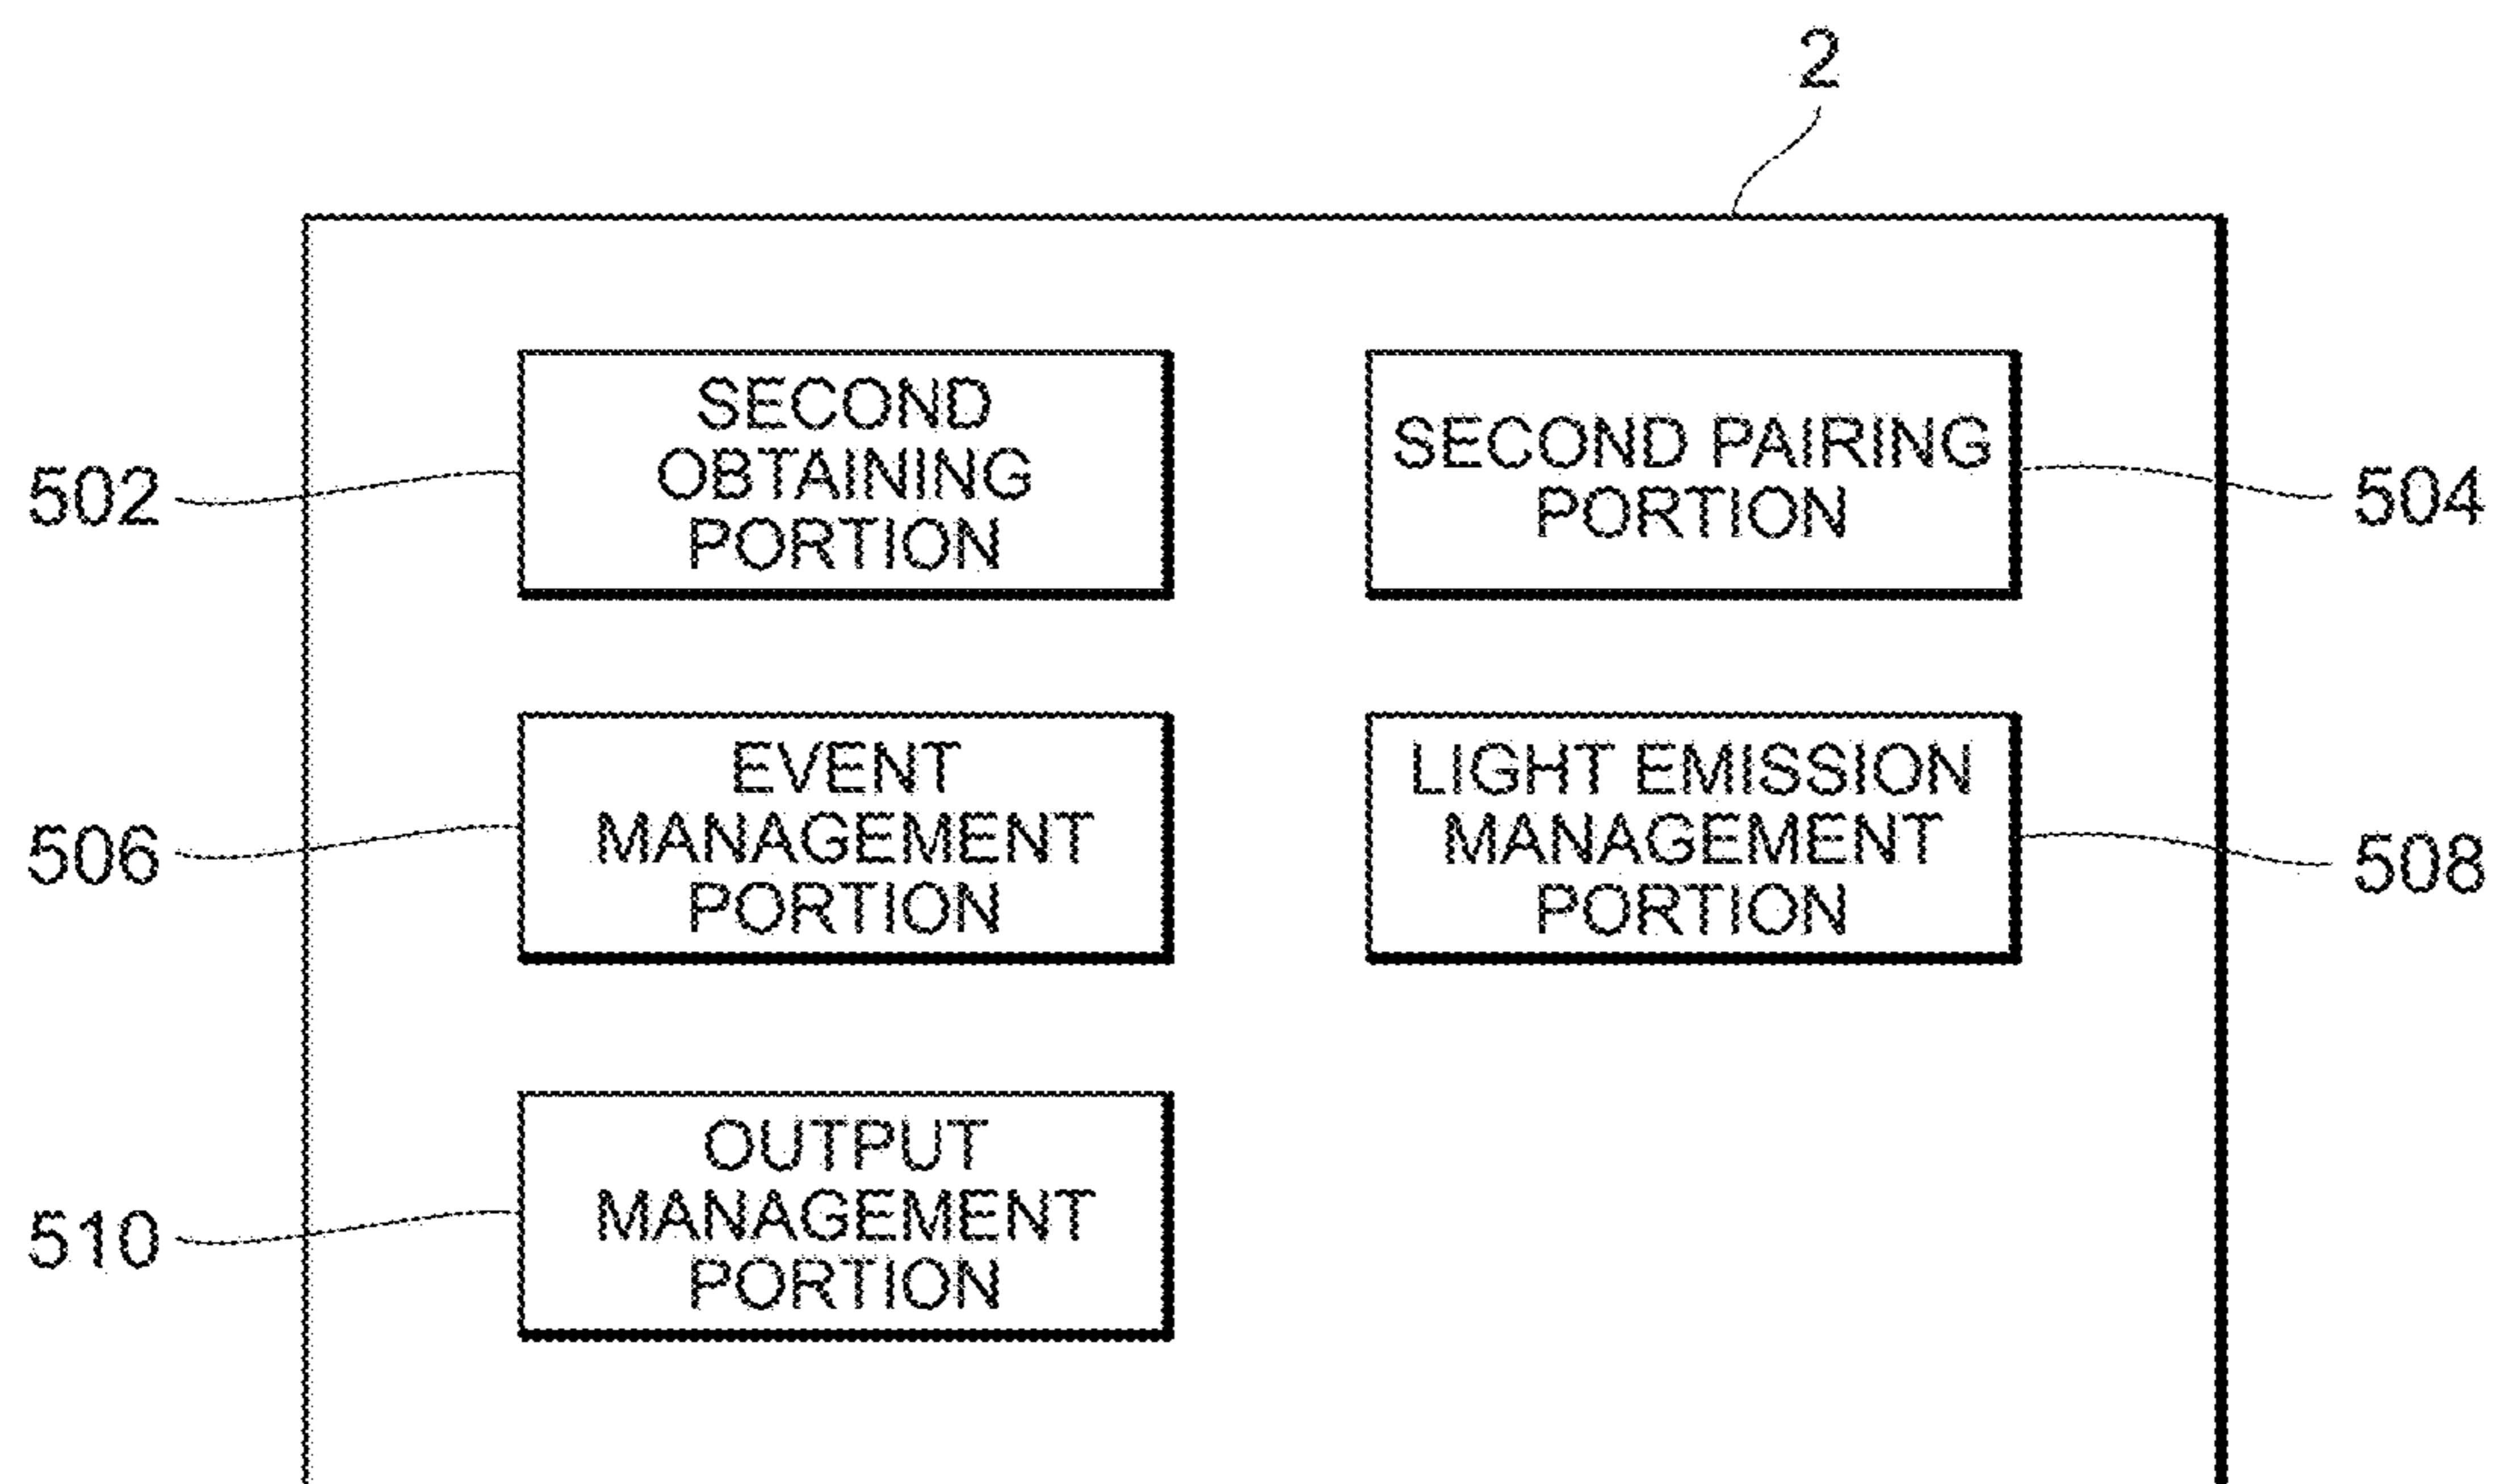 2
SECOND
OBTAINING
PORTION
502
SECOND PAIRING
PORTION
504
EVENT
MANAGEMENT
PORTION
506
LIGHT EMISSION
MANAGEMENT
PORTION
508
OUTPUT
MANAGEMENT
PORTION
510